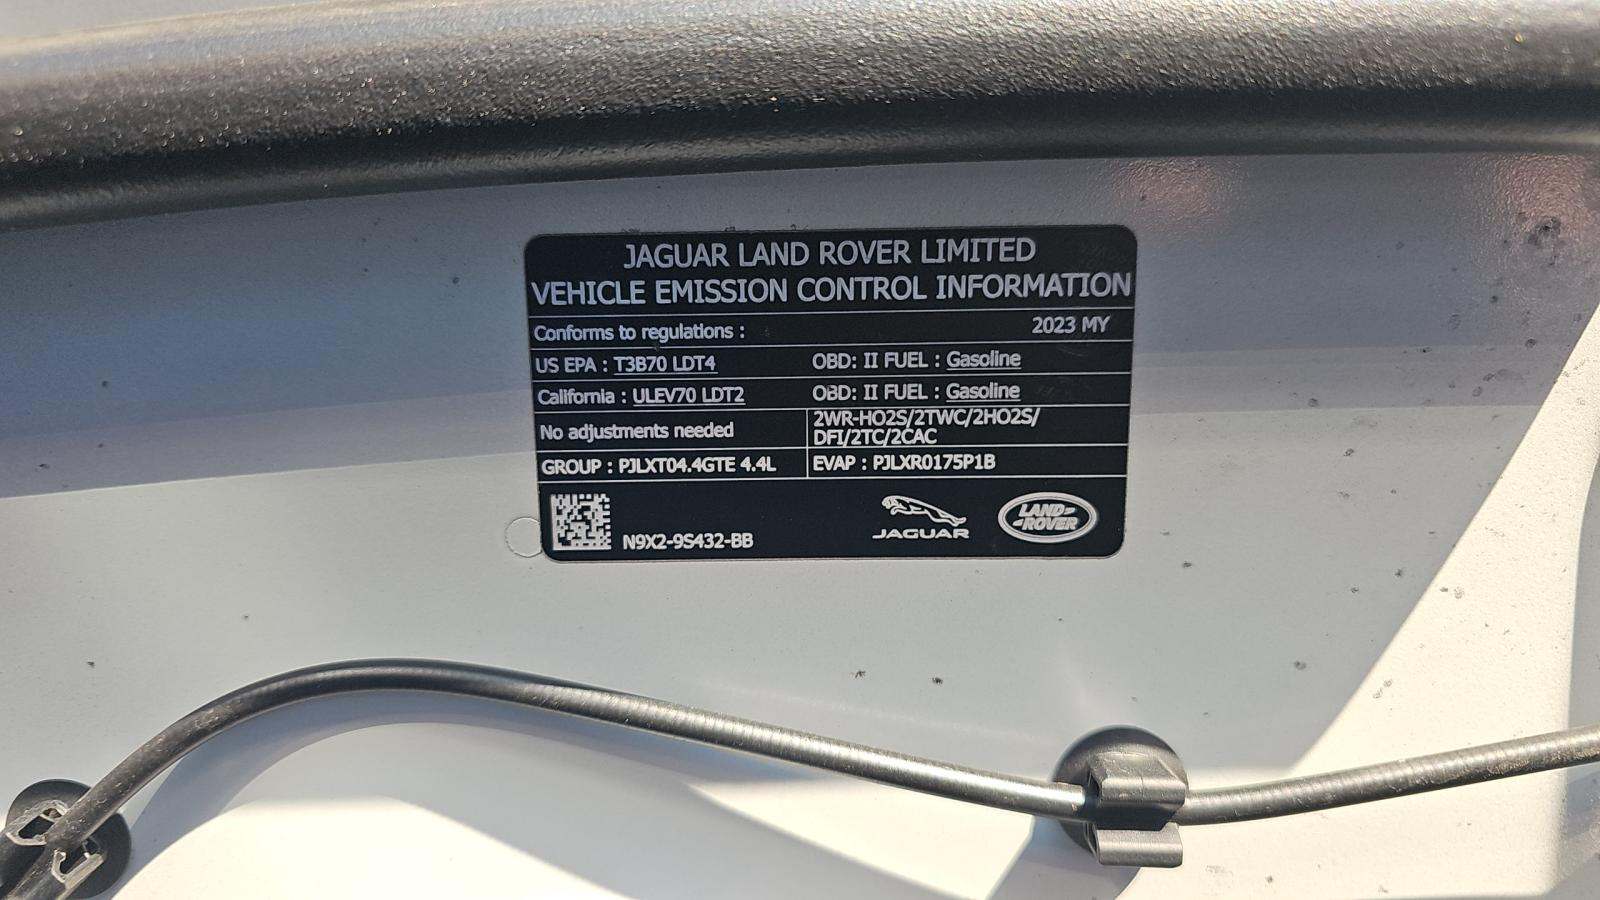 JAGUAR LAND ROVER LIMITED
VEHICLE EMISSION CONTROL INFORMATION
Conforms to regulations : 2023 MY
US EPA : T3B70 LDT4 OBD: II FUEL : Gasoline
California : ULEV70 LDT2 OBD: II FUEL : Gasoline
No adjustments needed
2WR-HO2S/2TWC/2HO2S/
DFI/2TC/2CAC
GROUP : PJLXT04.4GTE 4.4L EVAP : PJLXR0175P1B
N9X2-9S432-BB
JAGUAR
LAND-
-ROVER